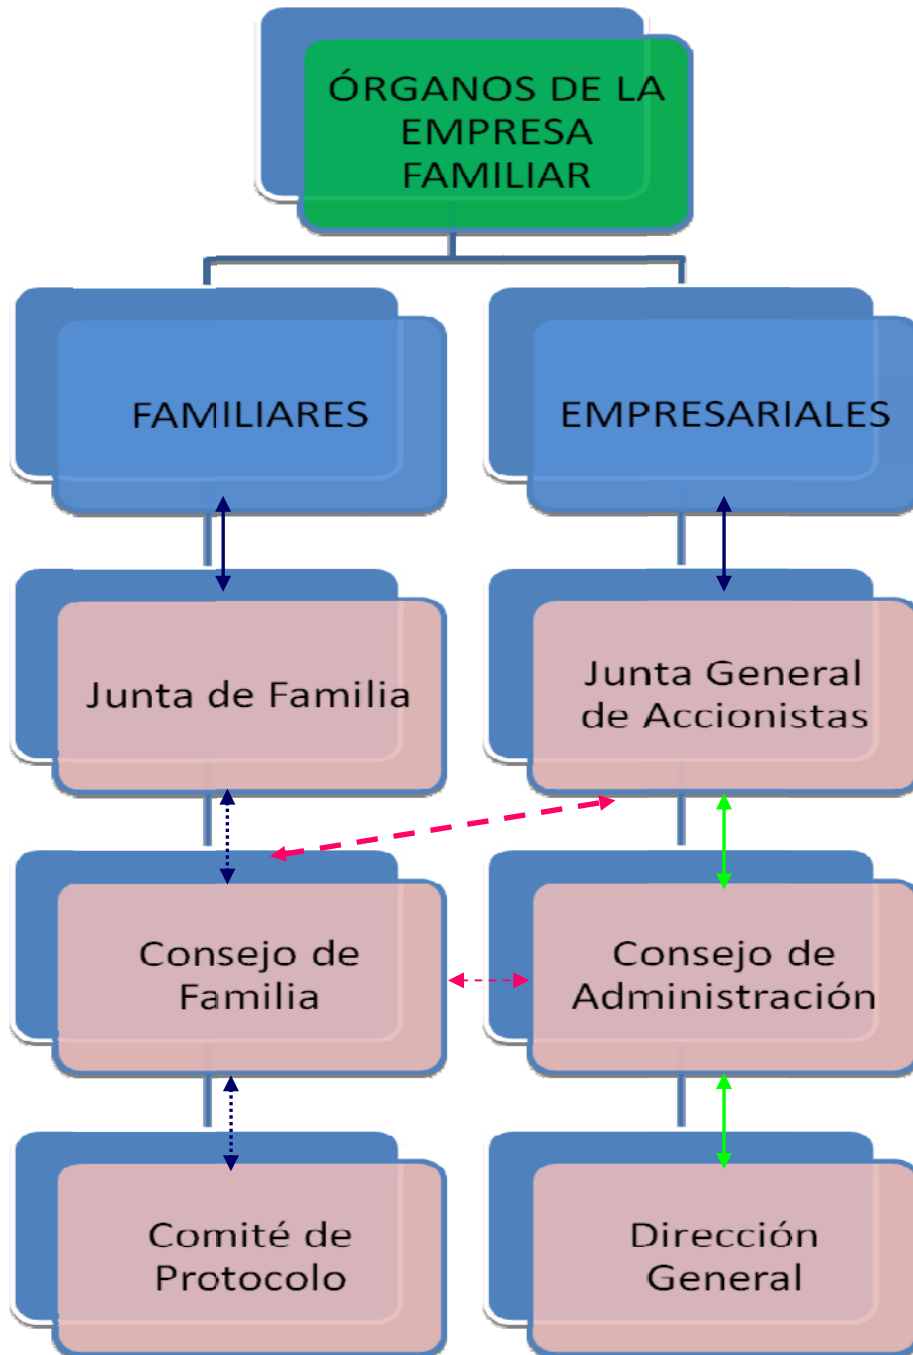 ÓRGANOS DE LA
EMPRESA
FAMILIAR
FAMILIARES
EMPRESARIALES
Junta de Familia
Junta General
de Accionistas
Consejo de
Familia
Consejo de
Administración
Comité de
Protocolo
Dirección
General